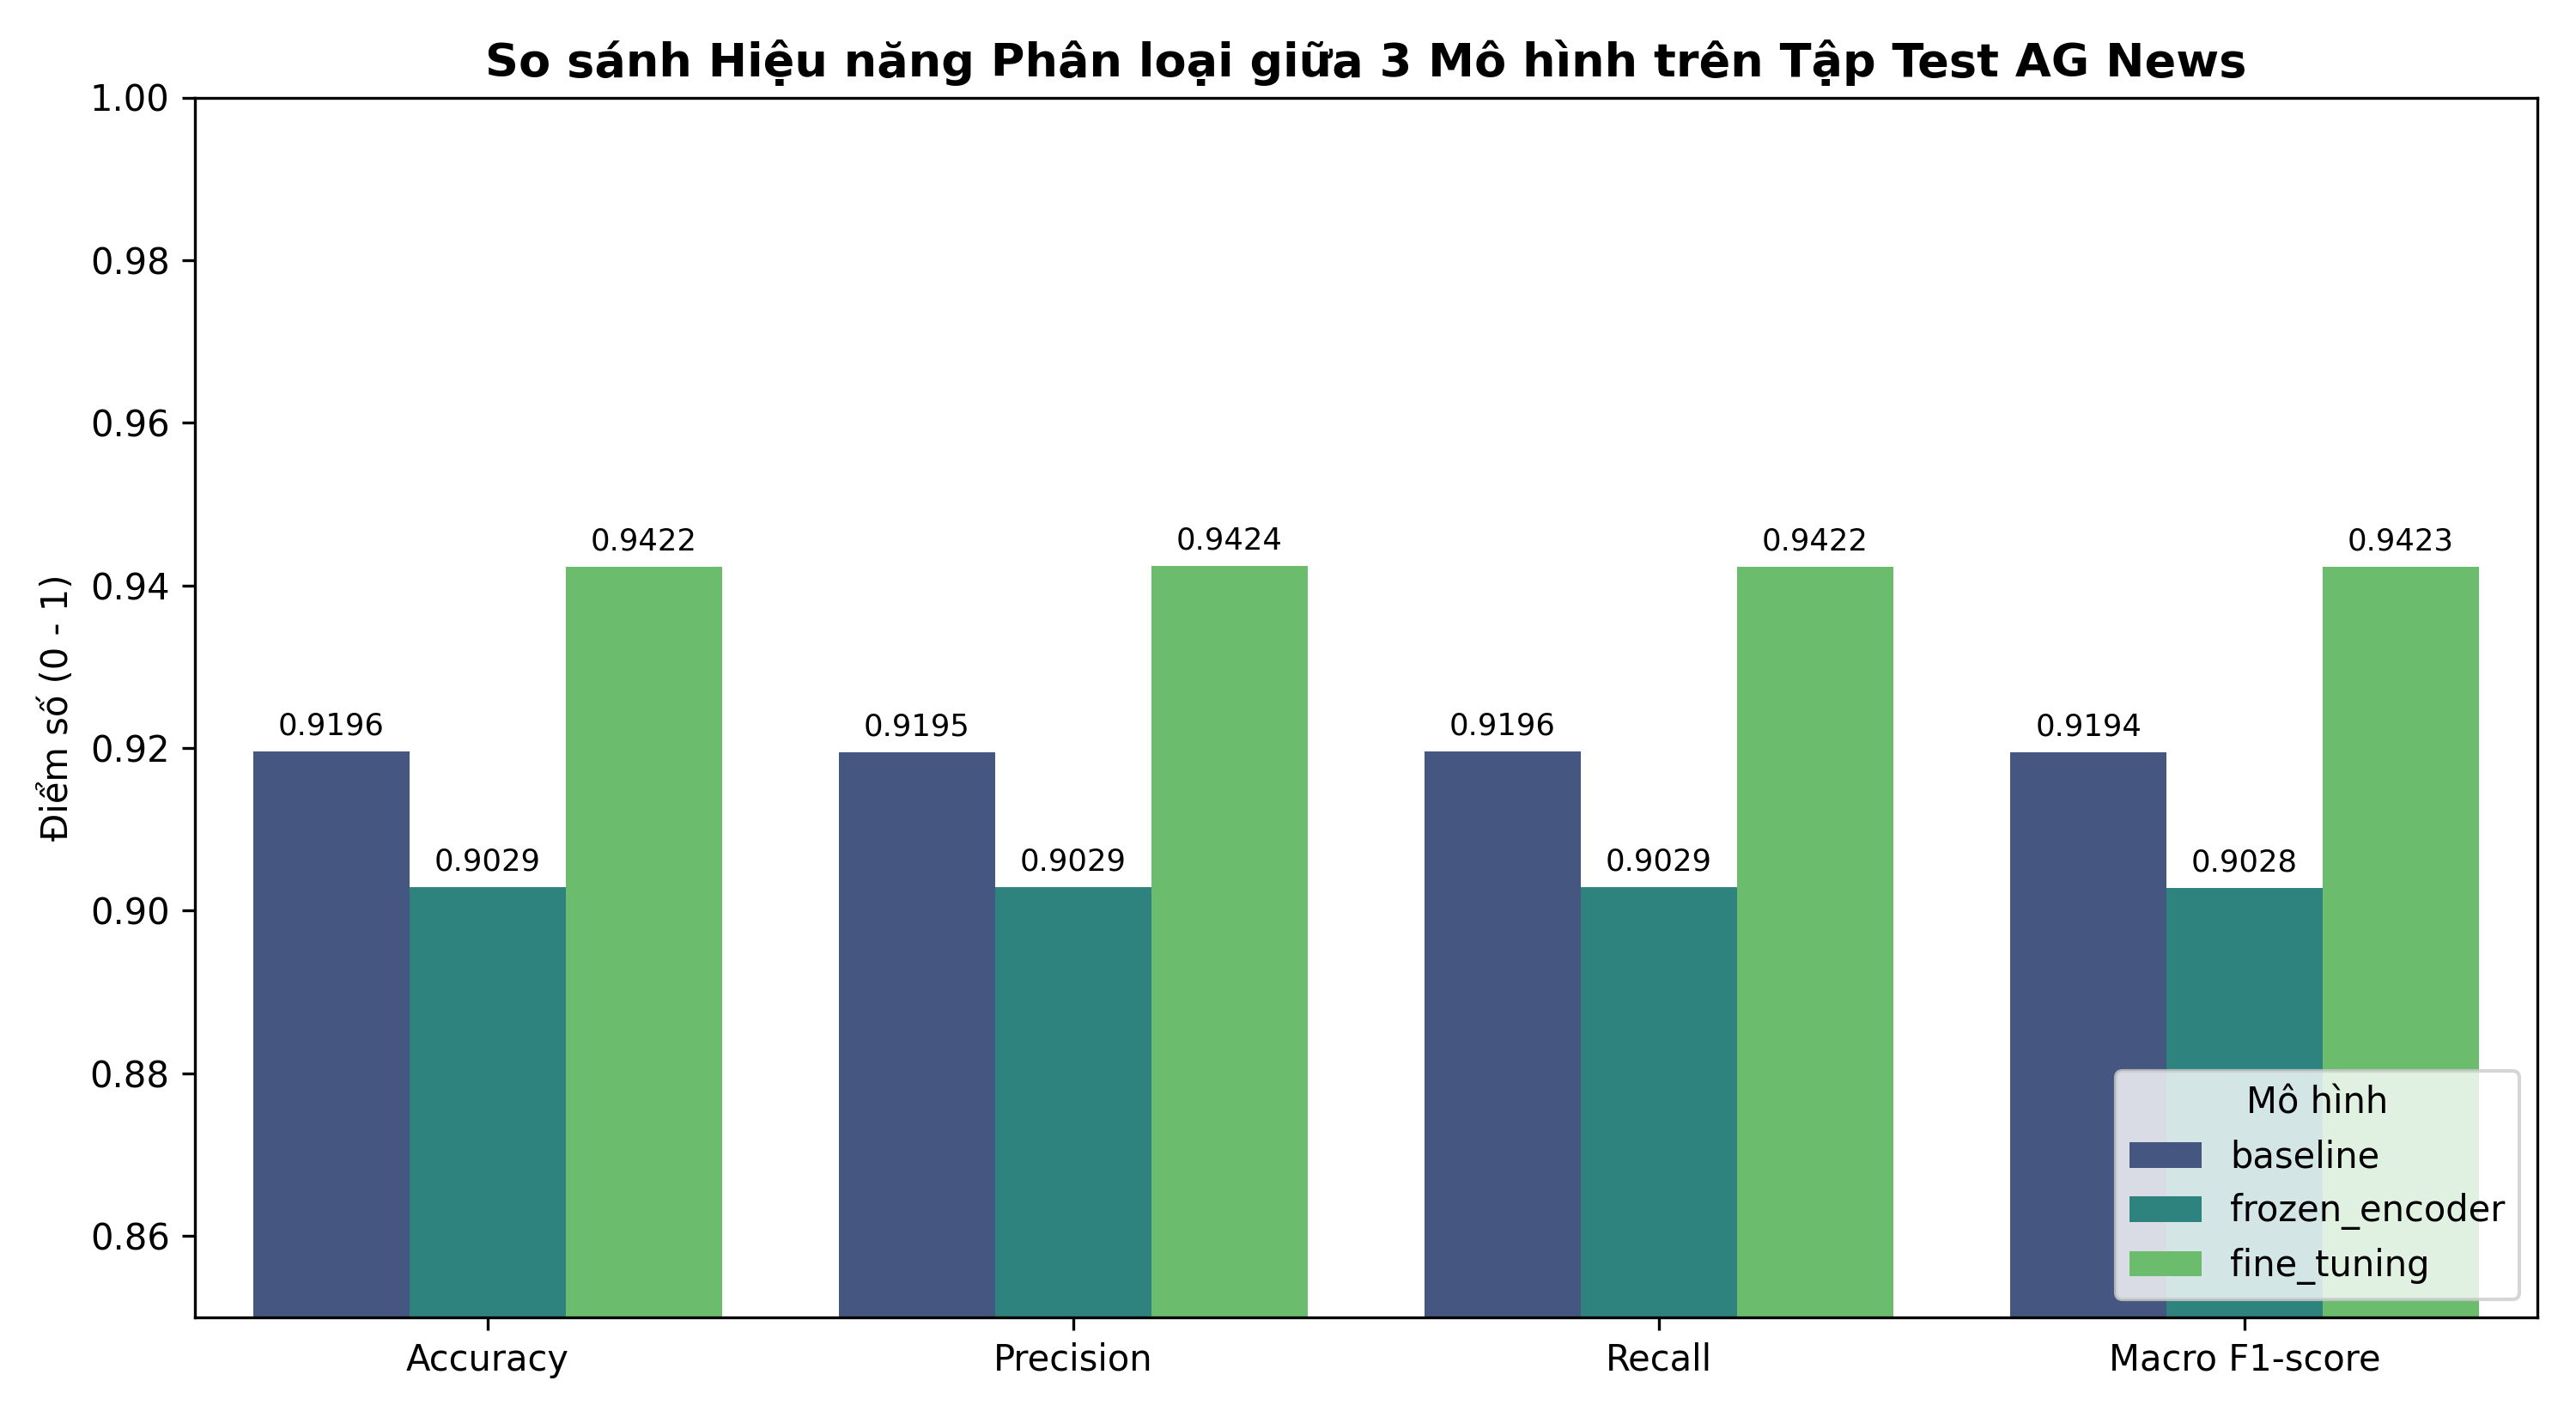 So sánh Hiệu năng Phân loại giữa 3 Mô hình trên Tập Test AG News
Điểm số (0 - 1)
1.00
0.98
0.96
0.94
0.92
0.90
0.88
0.86
0.9196
0.9029
0.9422
0.9195
0.9029
0.9424
0.9196
0.9029
0.9422
0.9194
0.9028
0.9423
Accuracy
Precision
Recall
Macro F1-score
Mô hình
baseline
frozen_encoder
fine_tuning